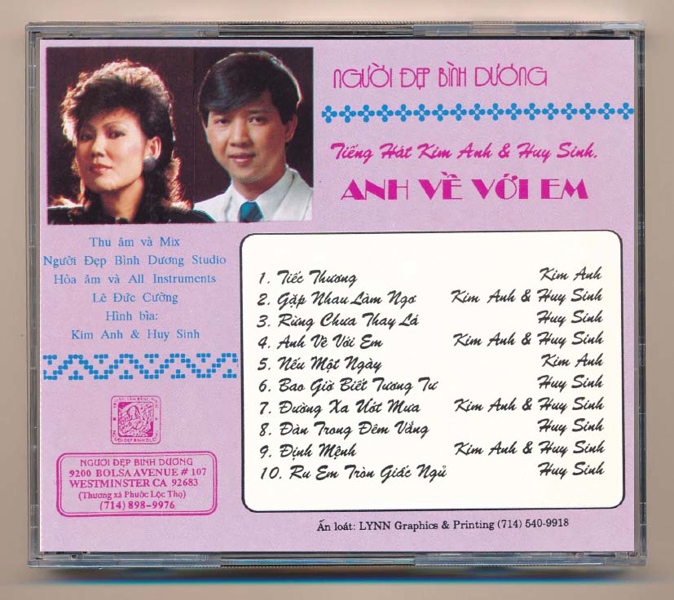 NGƯỜI ĐẸP BÌNH DƯƠNG
Tiếng Hát Kim Anh & Huy Sinh.
ANH VỀ VỚI EM
Thu âm và Mix
Người Đẹp Bình Dương Studio
Hòa âm và All Instruments
Lê Đức Cường
Hình bìa:
Kim Anh & Huy Sinh
1. Tiếc Thương Kim Anh
2. Gặp Nhau Làm Ngơ Kim Anh & Huy Sinh
3. Rừng Chưa Thay Lá Huy Sinh
4. Anh Về Với Em Kim Anh & Huy Sinh
5. Nếu Một Ngày Kim Anh
6. Bao Giờ Biết Tương Tư Huy Sinh
7. Đường Xa Ướt Mưa Kim Anh & Huy Sinh
8. Đàn Trong Đêm Vắng Huy Sinh
9. Định Mệnh Kim Anh & Huy Sinh
10. Ru Em Tròn Giấc Ngủ Huy Sinh
NGƯỜI ĐẸP BÌNH DƯƠNG
9200 BOLSA AVENUE # 107
WESTMINSTER CA 92683
(Thương xá Phước Lộc Thọ)
(714) 898-9976
Ấn loát: LYNN Graphics & Printing (714) 540-9918